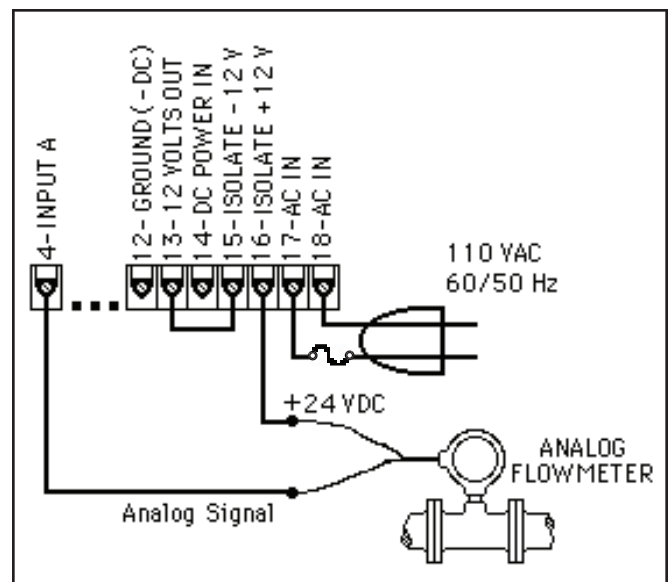 4-INPUT A
12-GROUND(-DC)
13-12 VOLTS OUT
14-DC POWER IN
15-ISOLATE -12 V
16-ISOLATE +12 V
17-AC IN
18-AC IN
110 VAC
60/50 Hz
+24 VDC
ANALOG
FLOWMETER
Analog Signal